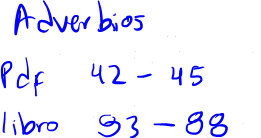 Adverbios
Pdf 42 - 45
libro 83 - 88